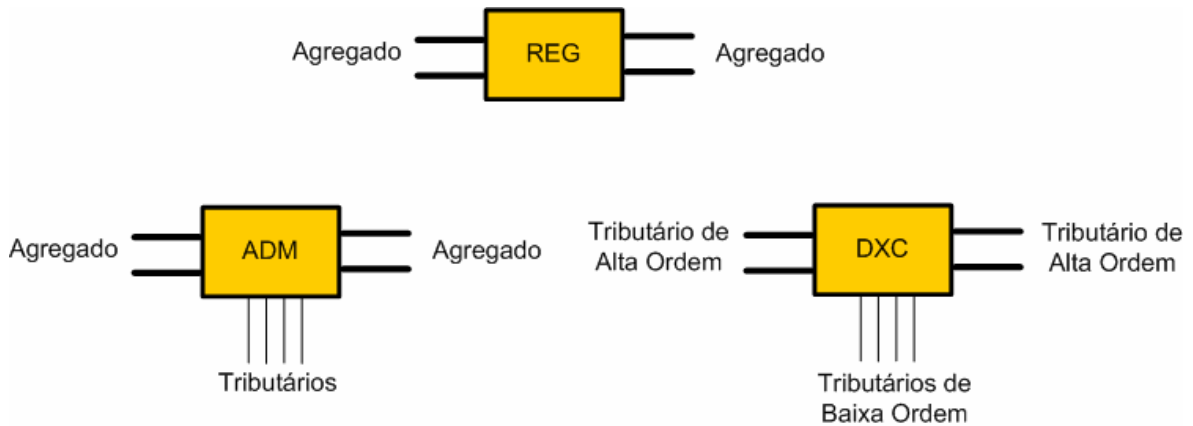 Agregado
REG
Agregado
Agregado
ADM
Agregado
Tributários
Tributário de
Alta Ordem
DXC
Tributário de
Alta Ordem
Tributários de
Baixa Ordem